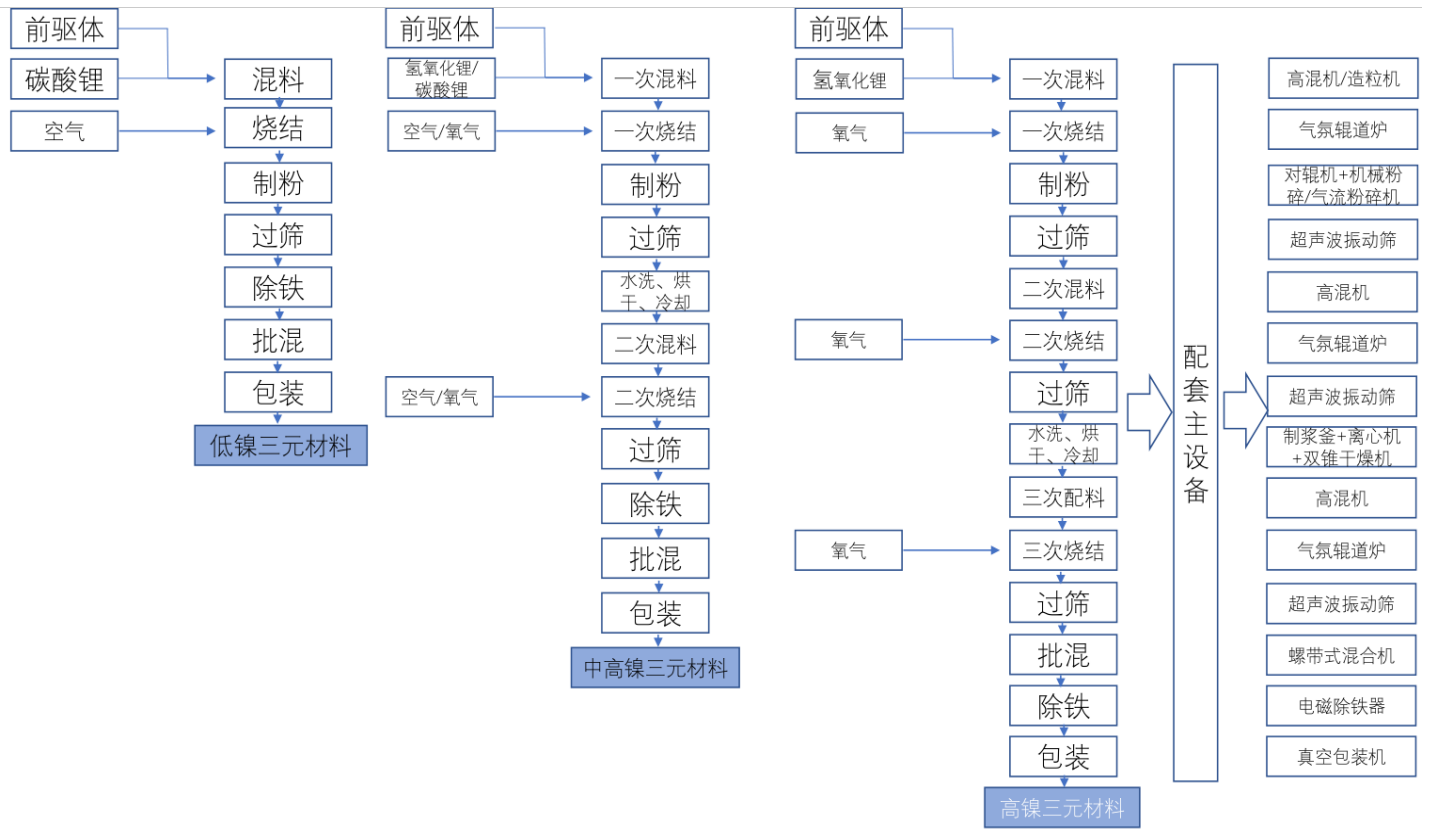 前驱体
碳酸锂
空气
混料
烧结
制粉
过筛
除铁
批混
包装
低镍三元材料
前驱体
氢氧化锂/
碳酸锂
空气/氧气
空气/氧气
一次混料
一次烧结
制粉
过筛
水洗、烘
干、冷却
二次混料
二次烧结
过筛
除铁
批混
包装
中高镍三元材料
前驱体
氢氧化锂
氧气
氧气
氧气
一次混料
一次烧结
制粉
过筛
二次混料
二次烧结
过筛
水洗、烘
干、冷却
三次配料
三次烧结
过筛
批混
除铁
包装
高镍三元材料
配
套
主
设
备
高混机/造粒机
气氛辊道炉
对辊机+机械粉
碎/气流粉碎机
超声波振动筛
高混机
气氛辊道炉
超声波振动筛
制浆釜+离心机
+双锥干燥机
高混机
气氛辊道炉
超声波振动筛
螺带式混合机
电磁除铁器
真空包装机